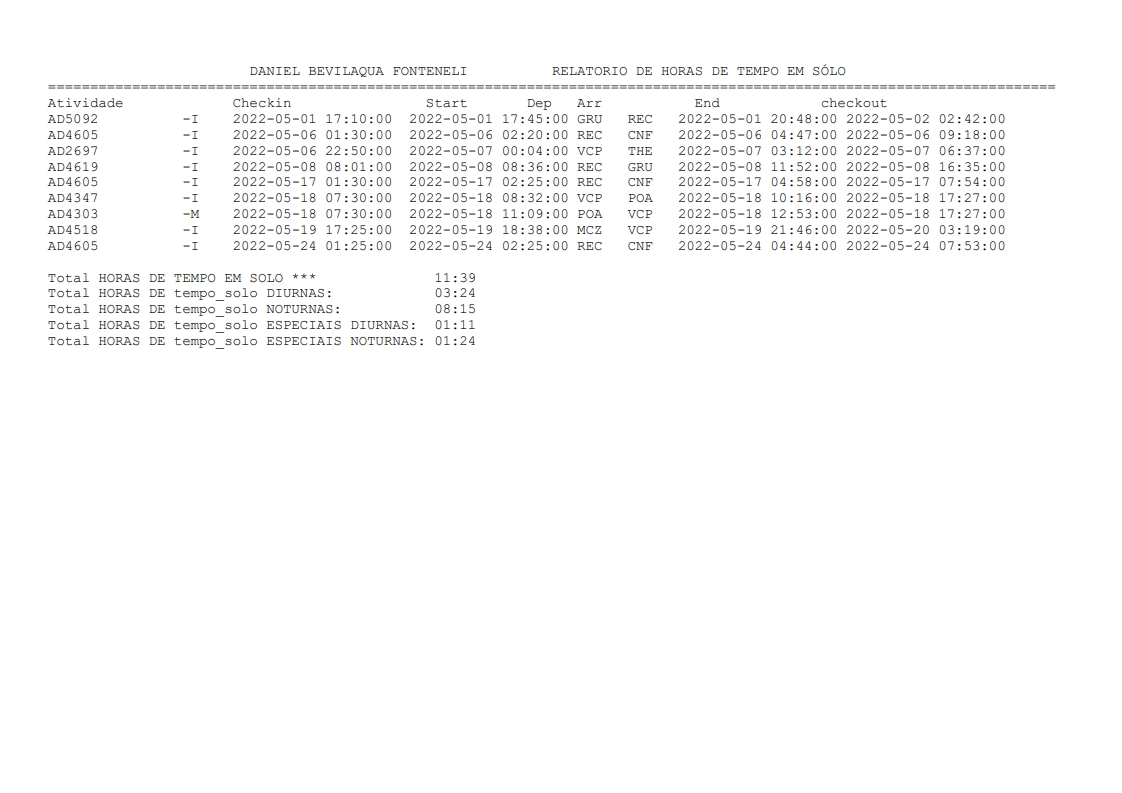 DANIEL BEVILAQUA FONTENELI          RELATORIO DE HORAS DE TEMPO EM SÓLO
========================================================================================================================
Atividade             Checkin                Start       Dep   Arr           End            checkout
AD5092          -I    2022-05-01 17:10:00  2022-05-01 17:45:00 GRU   REC   2022-05-01 20:48:00 2022-05-02 02:42:00
AD4605          -I    2022-05-06 01:30:00  2022-05-06 02:20:00 REC   CNF   2022-05-06 04:47:00 2022-05-06 09:18:00
AD2697          -I    2022-05-06 22:50:00  2022-05-07 00:04:00 VCP   THE   2022-05-07 03:12:00 2022-05-07 06:37:00
AD4619          -I    2022-05-08 08:01:00  2022-05-08 08:36:00 REC   GRU   2022-05-08 11:52:00 2022-05-08 16:35:00
AD4605          -I    2022-05-17 01:30:00  2022-05-17 02:25:00 REC   CNF   2022-05-17 04:58:00 2022-05-17 07:54:00
AD4347          -I    2022-05-18 07:30:00  2022-05-18 08:32:00 VCP   POA   2022-05-18 10:16:00 2022-05-18 17:27:00
AD4303          -M    2022-05-18 07:30:00  2022-05-18 11:09:00 POA   VCP   2022-05-18 12:53:00 2022-05-18 17:27:00
AD4518          -I    2022-05-19 17:25:00  2022-05-19 18:38:00 MCZ   VCP   2022-05-19 21:46:00 2022-05-20 03:19:00
AD4605          -I    2022-05-24 01:25:00  2022-05-24 02:25:00 REC   CNF   2022-05-24 04:44:00 2022-05-24 07:53:00
Total HORAS DE TEMPO EM SOLO ***              11:39
Total HORAS DE tempo_solo DIURNAS:            03:24
Total HORAS DE tempo_solo NOTURNAS:           08:15
Total HORAS DE tempo_solo ESPECIAIS DIURNAS:  01:11
Total HORAS DE tempo_solo ESPECIAIS NOTURNAS: 01:24